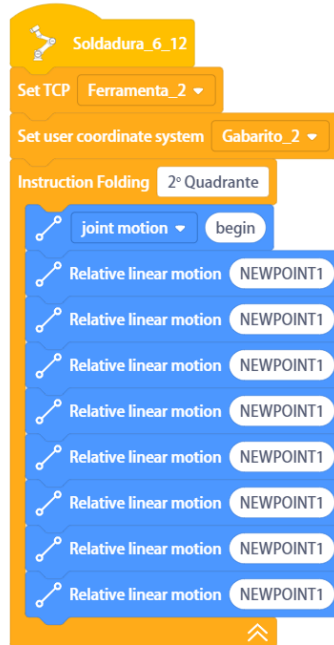 Soldadura_6_12
Set TCP Ferramenta_2
Set user coordinate system Gabarito_2
Instruction Folding 2º Quadrante
joint motion begin
Relative linear motion NEWPOINT1
Relative linear motion NEWPOINT1
Relative linear motion NEWPOINT1
Relative linear motion NEWPOINT1
Relative linear motion NEWPOINT1
Relative linear motion NEWPOINT1
Relative linear motion NEWPOINT1
Relative linear motion NEWPOINT1